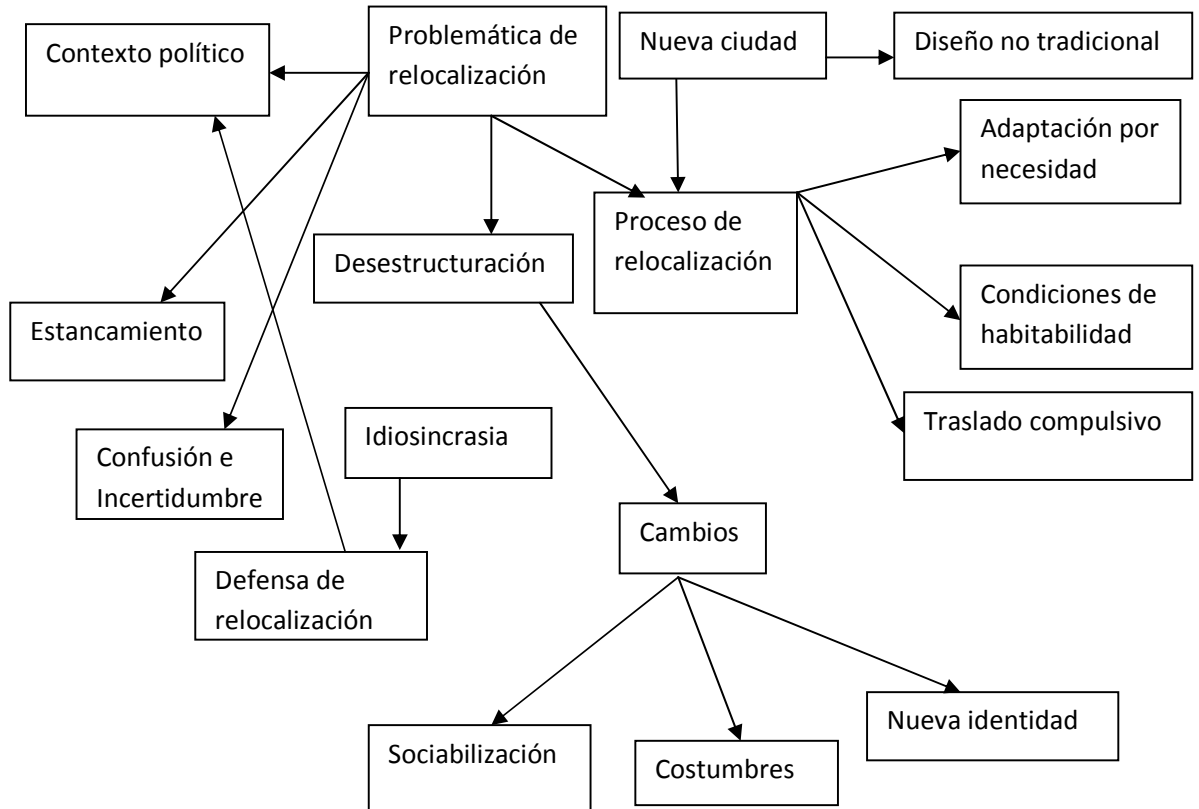 Contexto político
Problemática de
relocalización
Nueva ciudad
Diseño no tradicional
Adaptación por
necesidad
Proceso de
relocalización
Desestructuración
Condiciones de
habitabilidad
Estancamiento
Traslado compulsivo
Idiosincrasia
Confusión e
Incertidumbre
Cambios
Defensa de
relocalización
Nueva identidad
Sociabilización
Costumbres